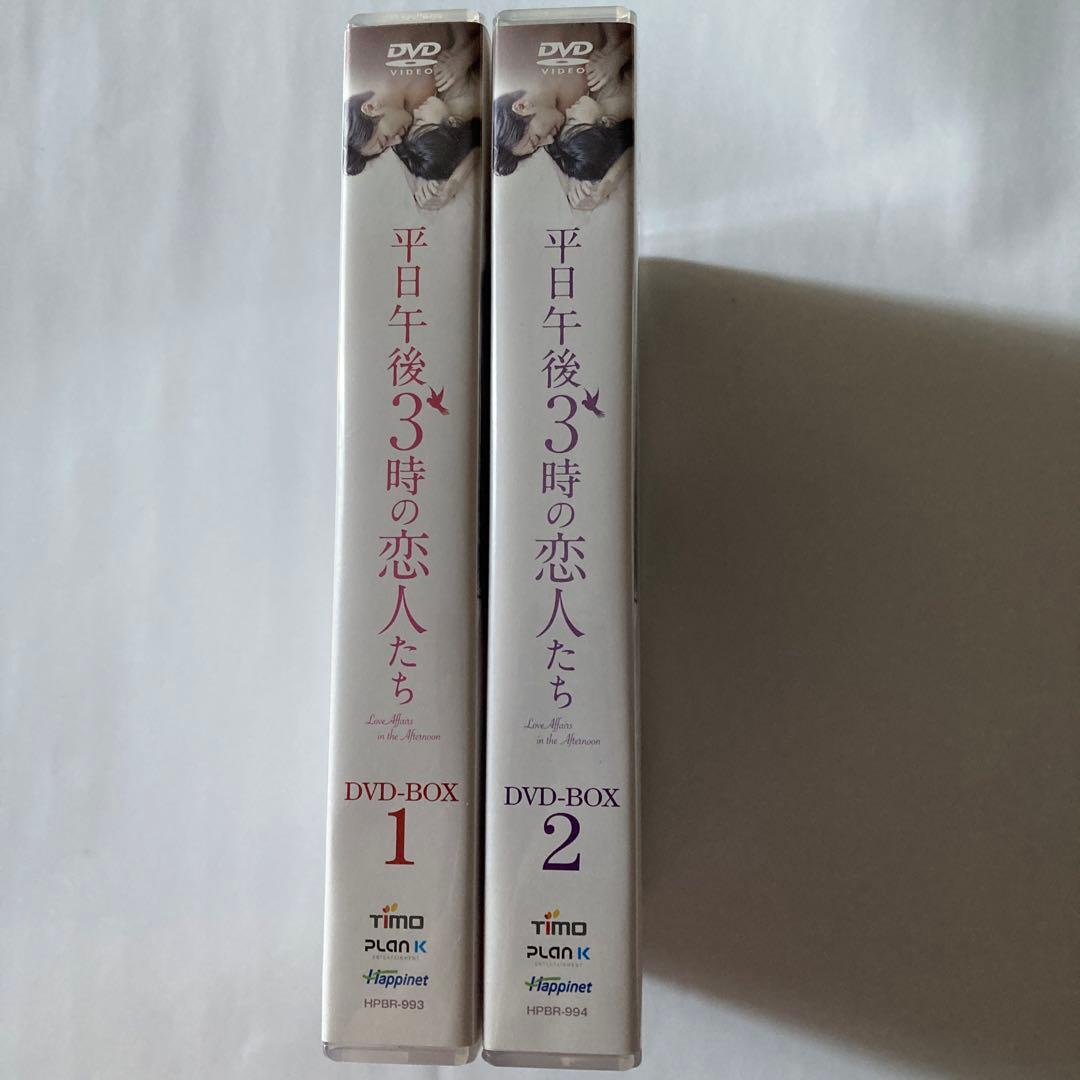 DVD
VIDEO
平日午後3時の恋人たち
Love Affairs
in the Afternoon
DVD-BOX
1
TIMO
PLAN K
ENTERTAINMENT
Happinet
HPBR-993
DVD
VIDEO
平日午後3時の恋人たち
Love Affairs
in the Afternoon
DVD-BOX
2
TIMO
PLAN K
ENTERTAINMENT
Happinet
HPBR-994